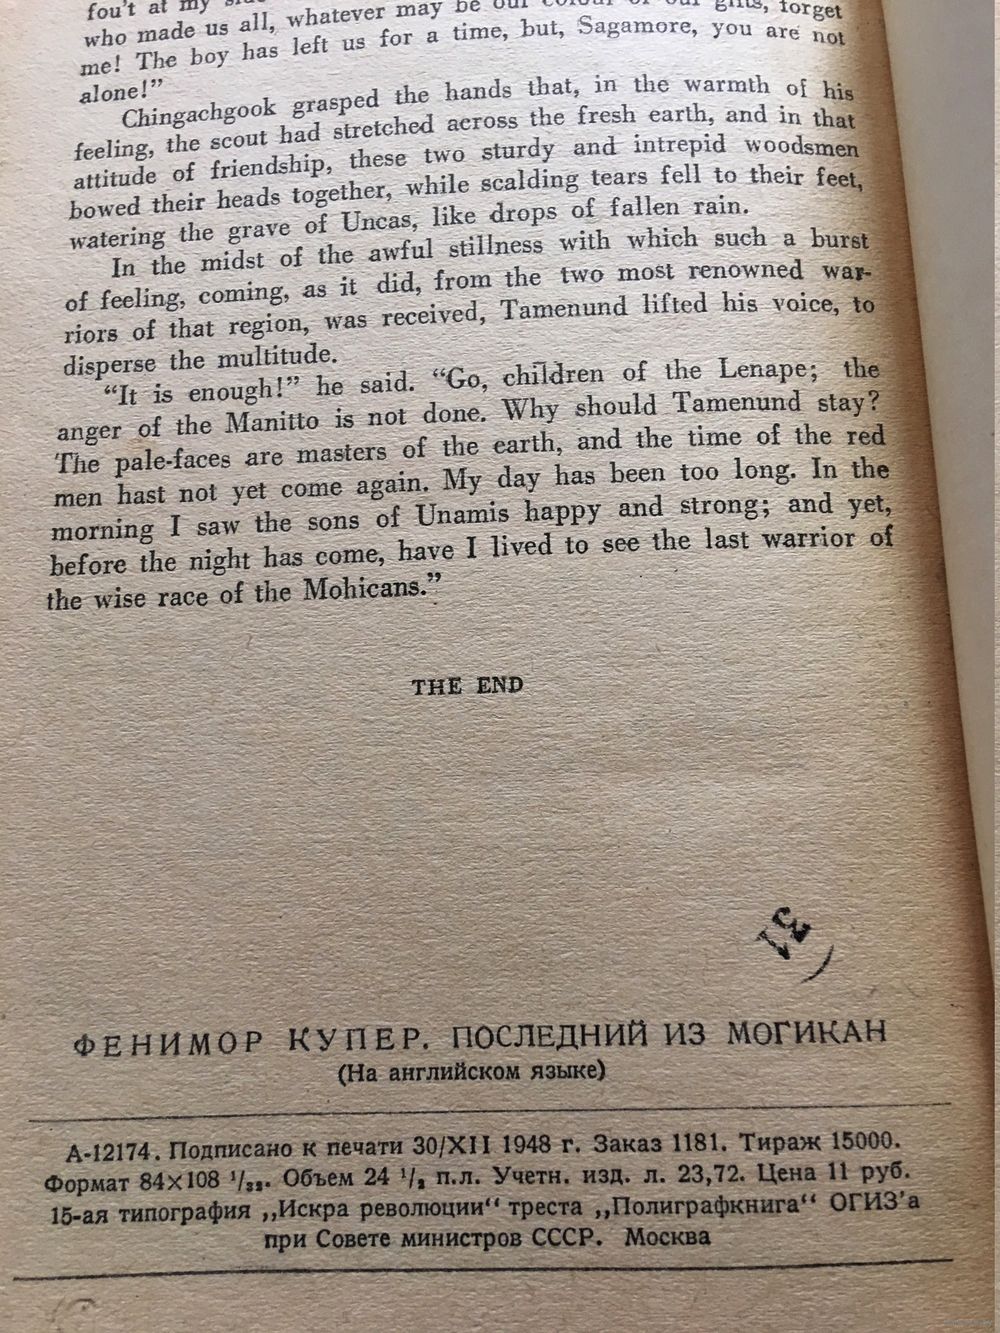 fou't at my
who made us all, whatever may be our colour or our gifts, forget
me! The boy has left us for a time, but, Sagamore, you are not
alone!”
Chingachgook grasped the hands that, in the warmth of his
feeling, the scout had stretched across the fresh earth, and in that
attitude of friendship, these two sturdy and intrepid woodsmen
bowed their heads together, while scalding tears fell to their feet,
watering the grave of Uncas, like drops of fallen rain.
In the midst of the awful stillness with which such a burst
of feeling, coming, as it did, from the two most renowned war-
riors of that region, was received, Tamenund lifted his voice, to
disperse the multitude.
“It is enough!” he said. “Go, children of the Lenape; the
anger of the Manitto is not done. Why should Tamenund stay?
The pale-faces are masters of the earth, and the time of the red
men hast not yet come again. My day has been too long. In the
morning I saw the sons of Unamis happy and strong; and yet,
before the night has come, have I lived to see the last warrior of
the wise race of the Mohicans.”
THE END
31
ФЕНИМОР КУПЕР. ПОСЛЕДНИЙ ИЗ МОГИКАН
(На английском языке)
А-12174. Подписано к печати 30/XII 1948 г. Заказ 1181. Тираж 15000.
Формат 84×108 1/32. Объем 24 1/2 п.л. Учетн. изд. л. 23,72. Цена 11 руб.
15-ая типография „Искра революции“ треста „Полиграфкнига“ ОГИЗ'а
при Совете министров СССР. Москва